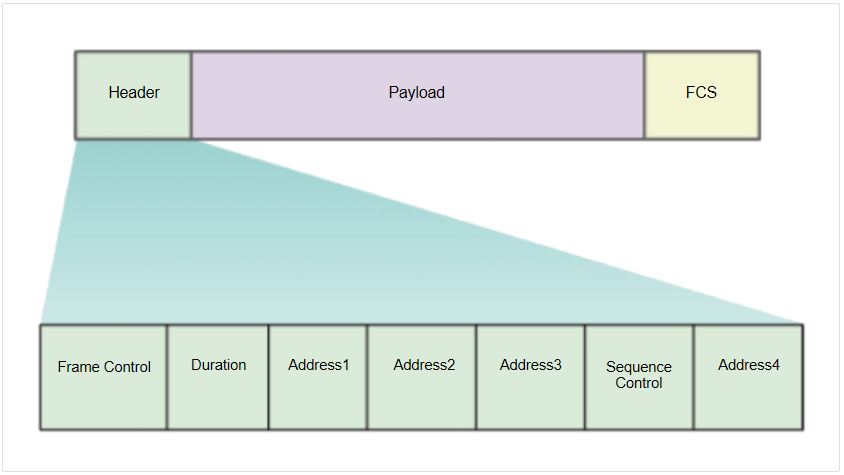 Header
Payload
FCS
Frame Control
Duration
Address1
Address2
Address3
Sequence
Control
Address4